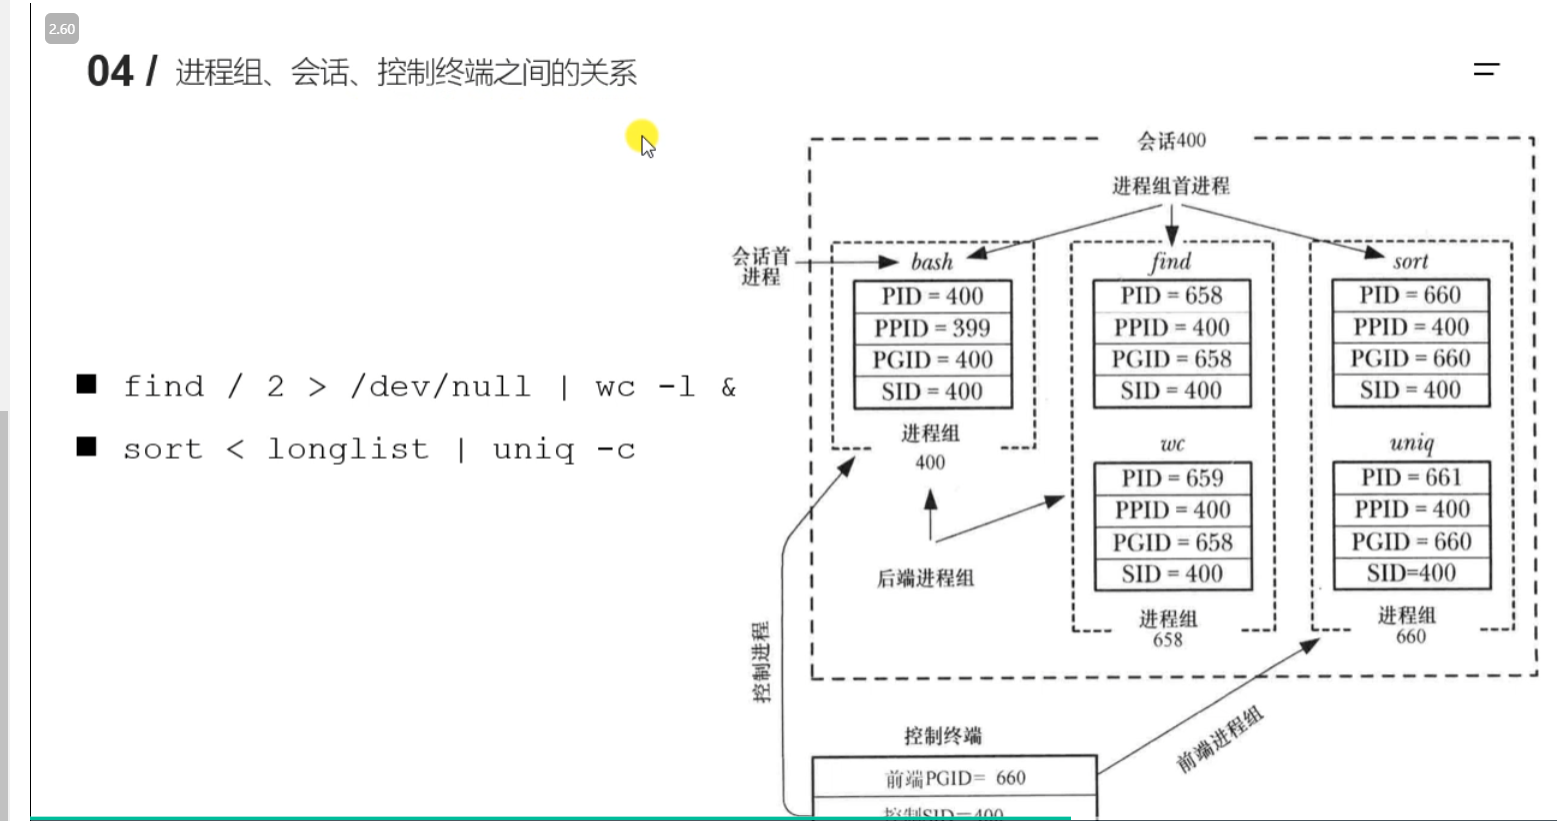 2.60
04 / 进程组、会话、控制终端之间的关系
find / 2 > /dev/null | wc -l &
sort < longlist | uniq -c
会话400
进程组首进程
会话首
进程
bash
PID = 400
PPID = 399
PGID = 400
SID = 400
进程组
400
find
PID = 658
PPID = 400
PGID = 658
SID = 400
wc
PID = 659
PPID = 400
PGID = 658
SID = 400
进程组
658
sort
PID = 660
PPID = 400
PGID = 660
SID = 400
uniq
PID = 661
PPID = 400
PGID = 660
SID=400
进程组
660
后端进程组
控制进程
前端进程组
控制终端
前端PGID= 660
控制SID=400